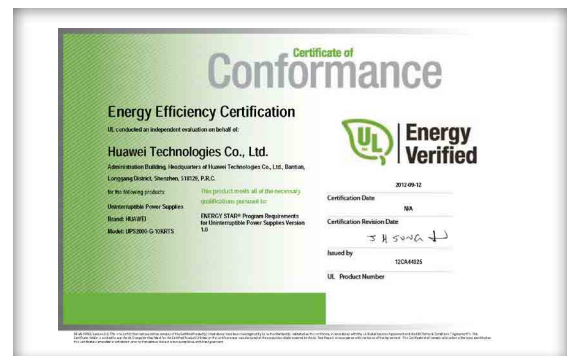 Certificate of
Conformance
Energy Efficiency Certification
UL conducted an independent evaluation on behalf of:
Huawei Technologies Co., Ltd.
Administration Building, Headquarters of Huawei Technologies Co., Ltd., Bantian,
Longgang District, Shenzhen, 518129, P.R.C.
for the following products:
Uninterruptible Power Supplies
Brand: HUAWEI
Model: UPS2000-G-10KRTS
This product meets all of the necessary
qualifications pursuant to:
ENERGY STAR® Program Requirements
for Uninterruptible Power Supplies Version
1.0
UL
Energy
Verified
2012-09-12
Certification Date
N/A
Certification Revision Date
J H SUNG
Issued by
12CA44325
UL Product Number